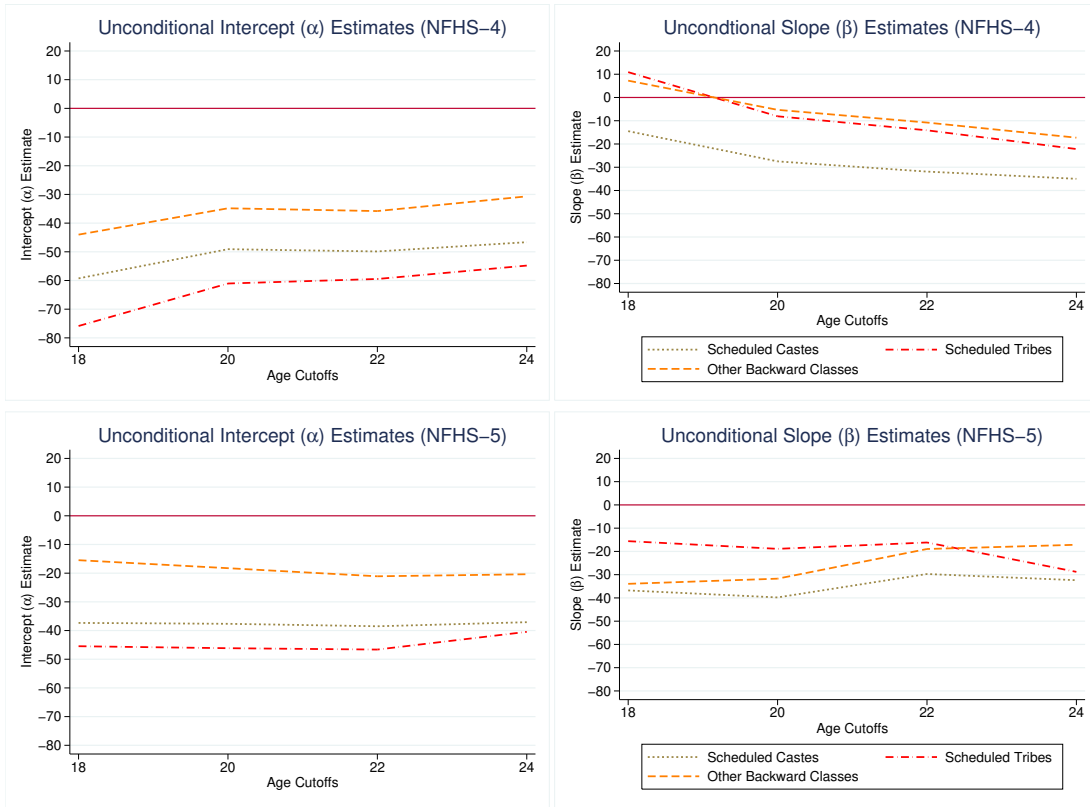 Unconditional Intercept (α) Estimates (NFHS−4)
20
10
0
−10
−20
−30
−40
−50
−60
−70
−80
Intercept (α) Estimate
18 20 22 24
Age Cutoffs
Uncondtional Slope (β) Estimates (NFHS−4)
20
10
0
−10
−20
−30
−40
−50
−60
−70
−80
Slope (β) Estimate
18 20 22 24
Age Cutoffs
Scheduled Castes Scheduled Tribes
Other Backward Classes
Unconditional Intercept (α) Estimates (NFHS−5)
20
10
0
−10
−20
−30
−40
−50
−60
−70
−80
Intercept (α) Estimate
18 20 22 24
Age Cutoffs
Unconditional Slope (β) Estimates (NFHS−5)
20
10
0
−10
−20
−30
−40
−50
−60
−70
−80
Slope (β) Estimate
18 20 22 24
Age Cutoffs
Scheduled Castes Scheduled Tribes
Other Backward Classes